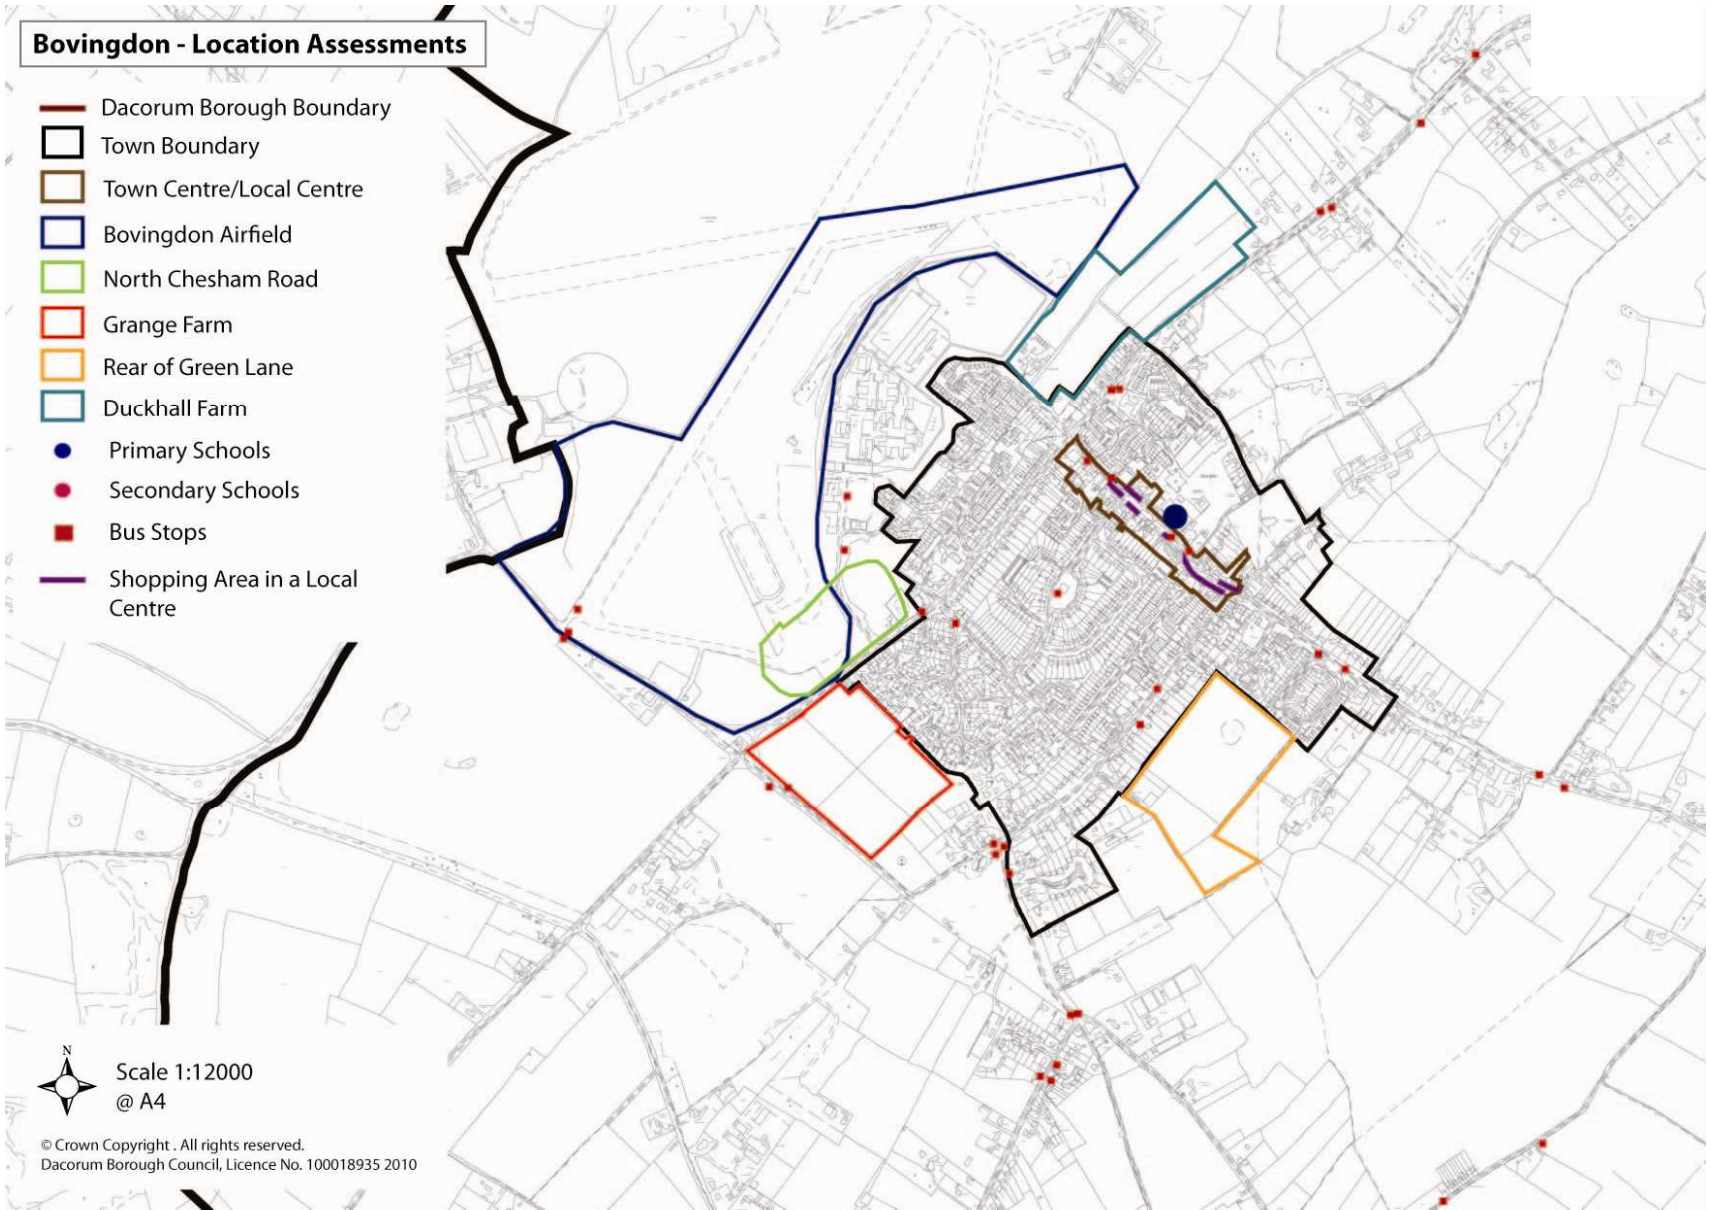 Bovingdon - Location Assessments
Dacorum Borough Boundary
Town Boundary
Town Centre/Local Centre
Bovingdon Airfield
North Chesham Road
Grange Farm
Rear of Green Lane
Duckhall Farm
Primary Schools
Secondary Schools
Bus Stops
Shopping Area in a Local
Centre
N
Scale 1:12000
@ A4
© Crown Copyright . All rights reserved.
Dacorum Borough Council, Licence No. 100018935 2010